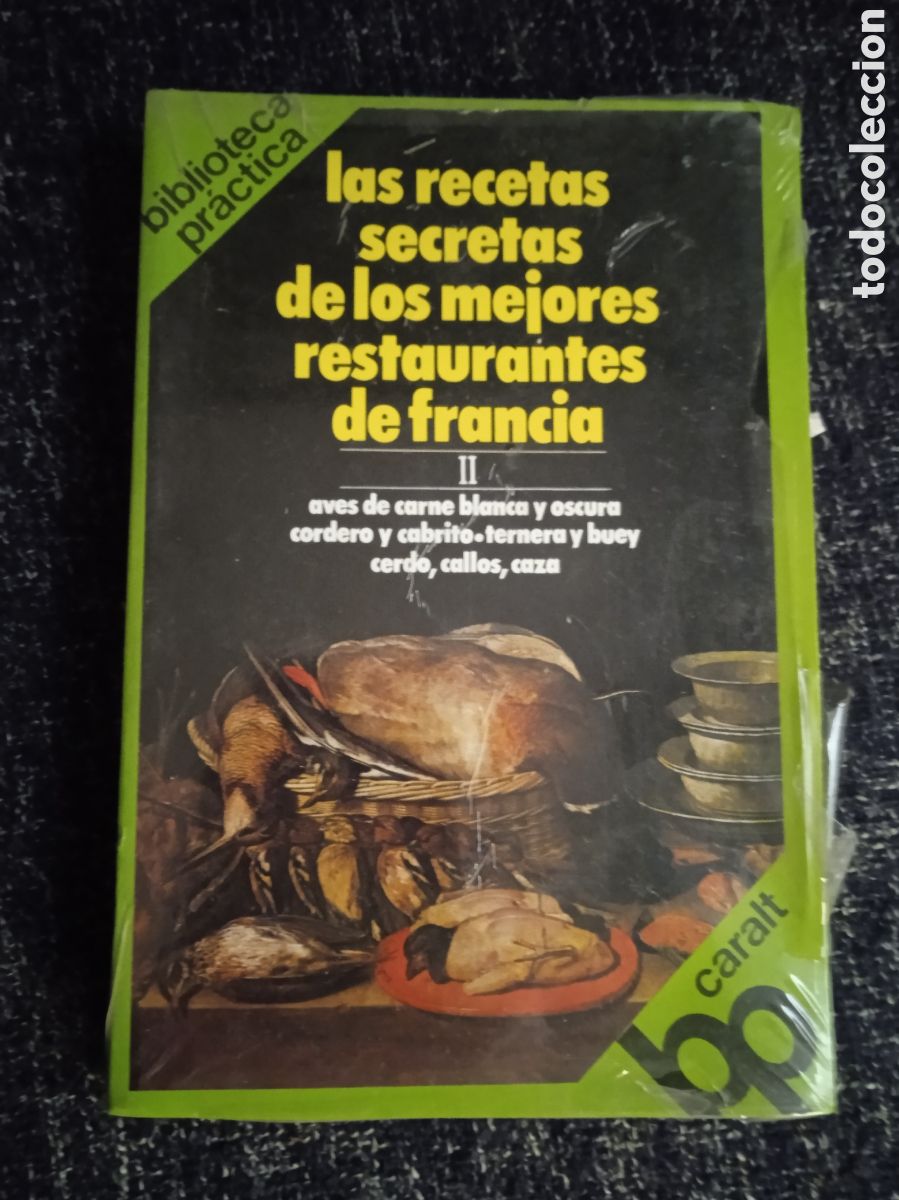 biblioteca
práctica
las recetas
secretas
de los mejores
restaurantes
de francia
II
aves de carne blanca y oscura
cordero y cabrito•ternera y buey
cerdo, callos, caza
caralt
bp
todocoleccion